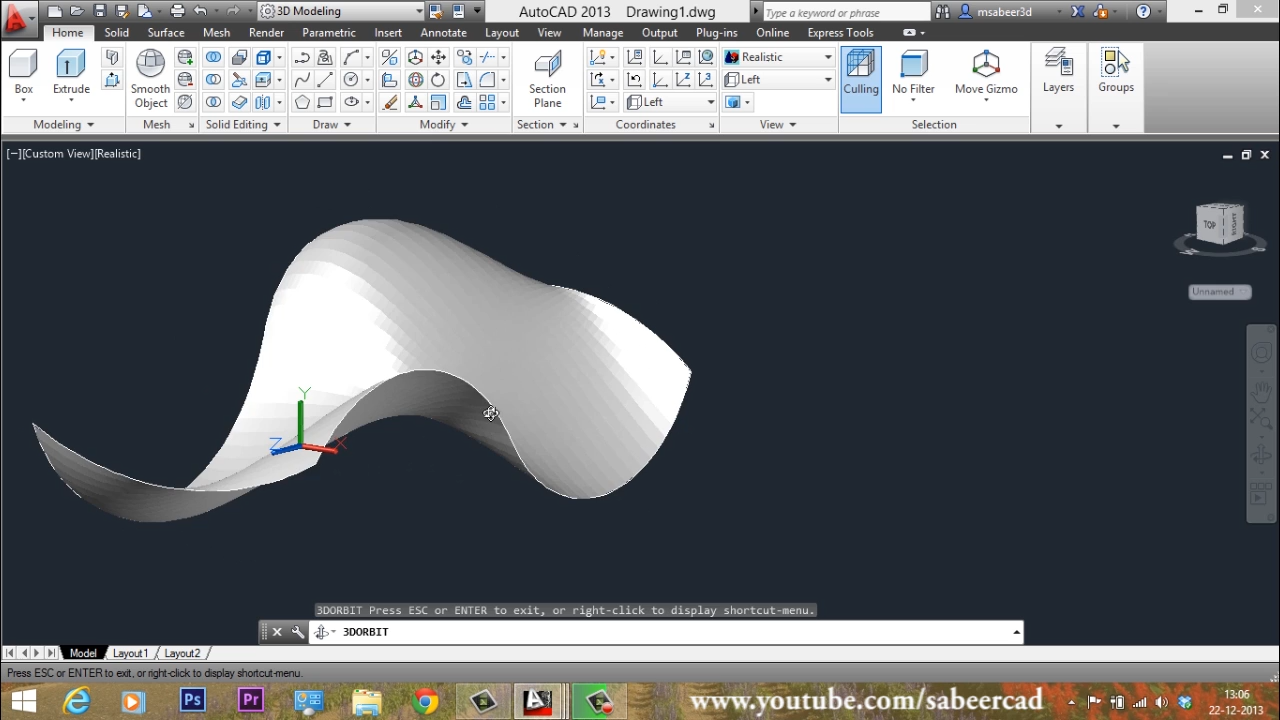 3D Modeling
AutoCAD 2013 Drawing1.dwg
Type a keyword or phrase
msabeer3d
Home Solid Surface Mesh Render Parametric Insert Annotate Layout View Manage Output Plug-ins Online Express Tools
Box
Extrude
Smooth
Object
Section
Plane
Realistic
Left
Left
Culling
No Filter
Move Gizmo
Layers
Groups
Modeling
Mesh
Solid Editing
Draw
Modify
Section
Coordinates
View
Selection
[−][Custom View][Realistic]
TOP
Unnamed
Y
Z
X
3DORBIT Press ESC or ENTER to exit, or right-click to display shortcut-menu.
3DORBIT
Model Layout1 Layout2
Press ESC or ENTER to exit, or right-click to display shortcut-menu.
Ps
Pr
www.youtube.com/sabeercad
13:06
22-12-2013